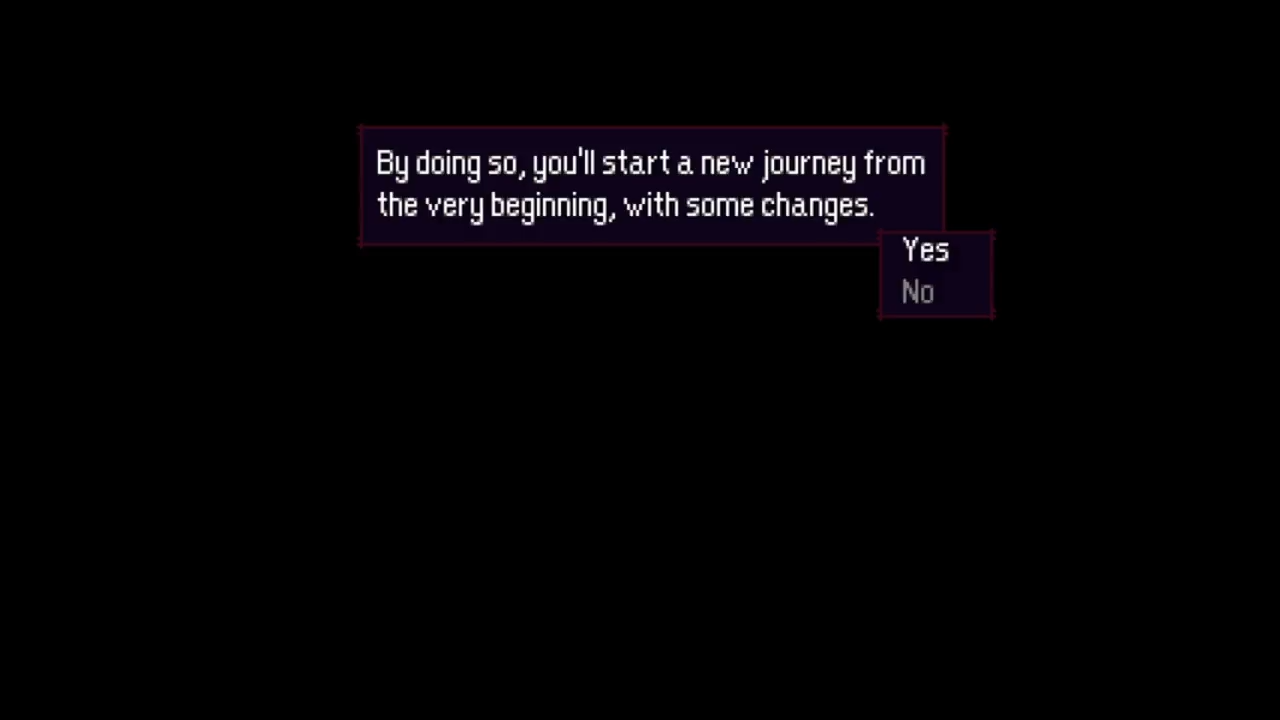 By doing so, you'll start a new journey from
the very beginning, with some changes.
Yes
No